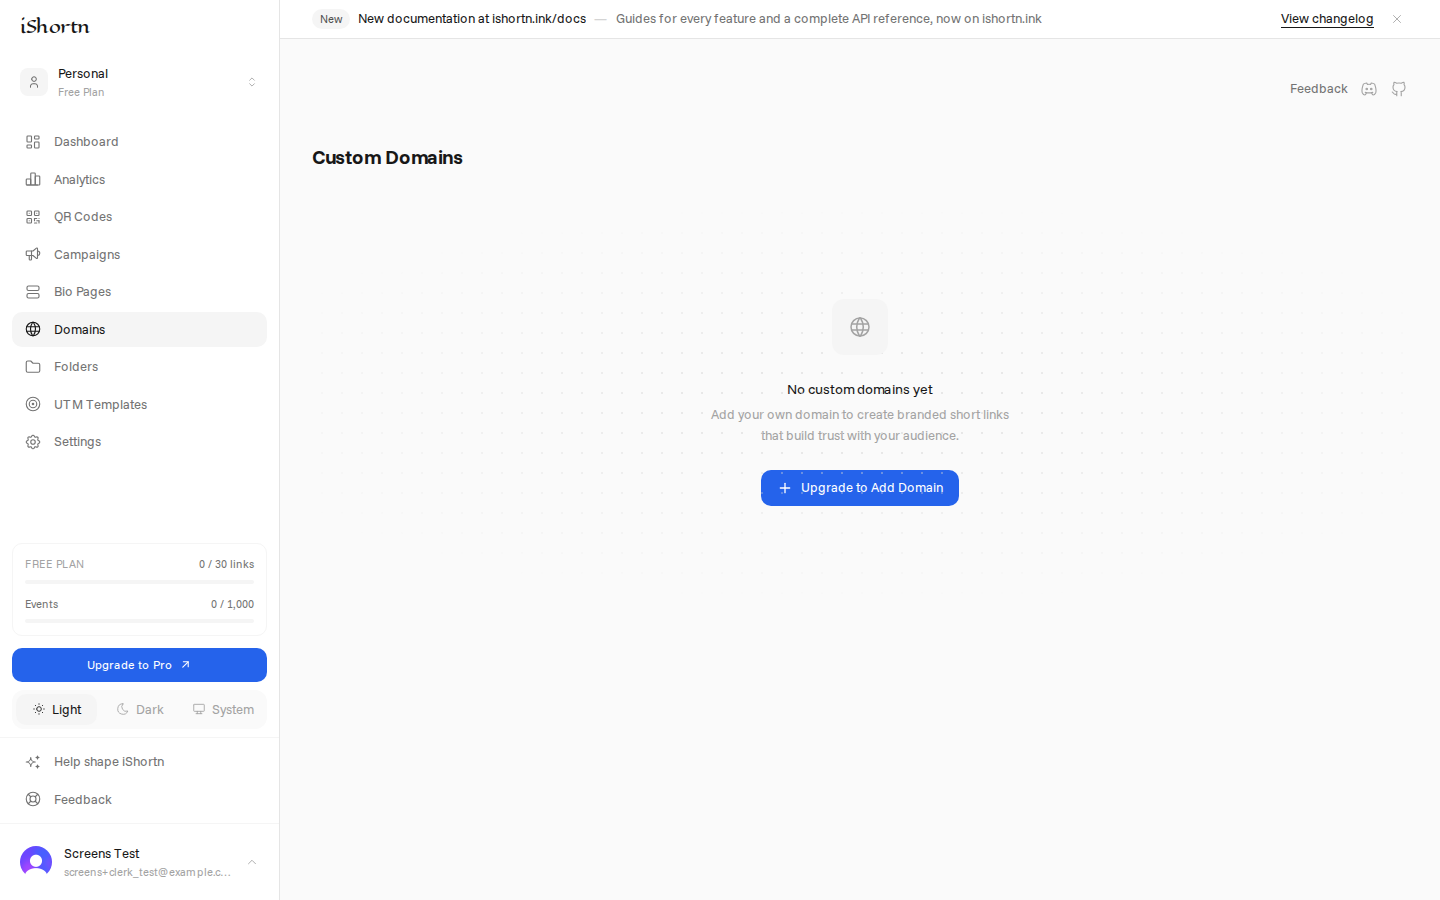 iShortn
Personal
Free Plan
Dashboard
Analytics
QR Codes
Campaigns
Bio Pages
Domains
Folders
UTM Templates
Settings
FREE PLAN 0 / 30 links
Events 0 / 1,000
Upgrade to Pro
Light Dark System
Help shape iShortn
Feedback
Screens Test
screens+clerk_test@example.c...
New New documentation at ishortn.ink/docs — Guides for every feature and a complete API reference, now on ishortn.ink View changelog
Feedback
Custom Domains
No custom domains yet
Add your own domain to create branded short links
that build trust with your audience.
Upgrade to Add Domain